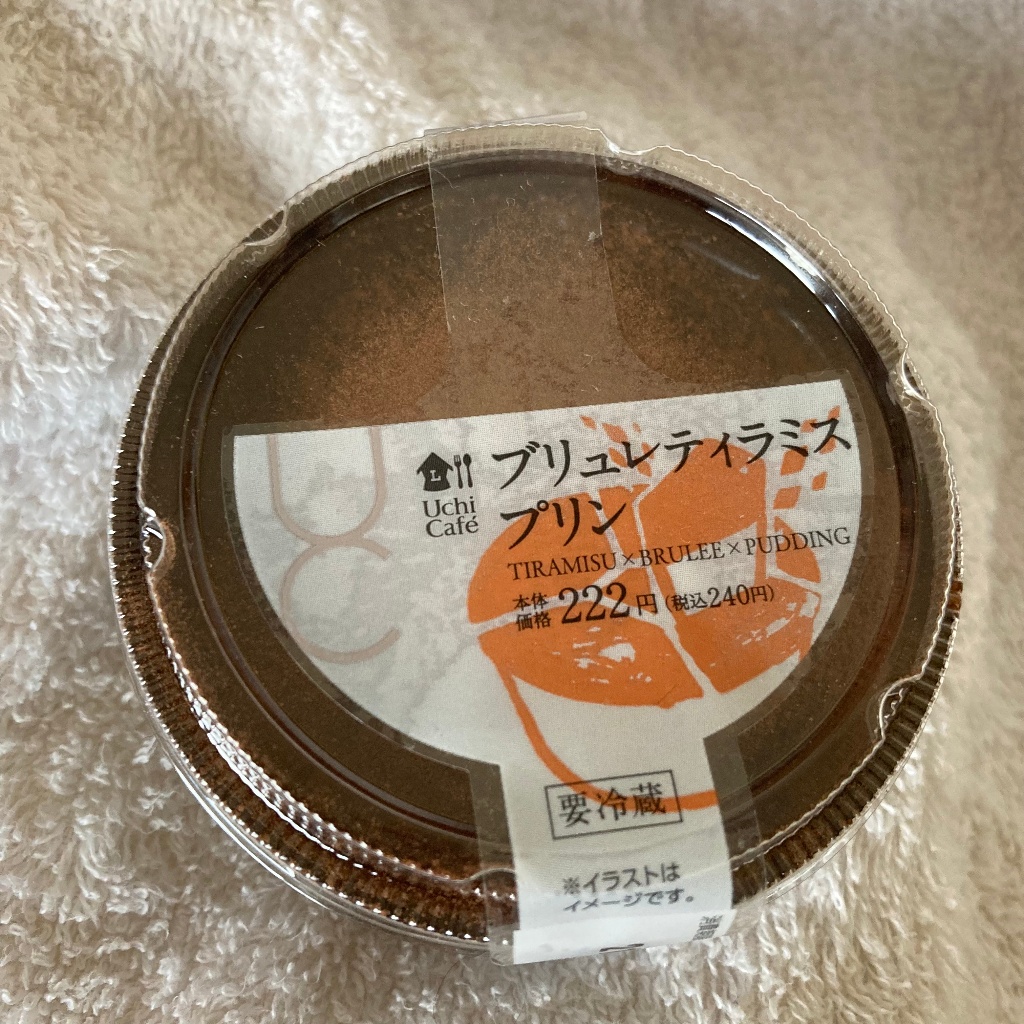 UC
Uchi
Café
ブリュレティラミス
プリン
TIRAMISU×BRULEE×PUDDING
本体
価格 222円 (税込240円)
要冷蔵
※イラストは
イメージです。